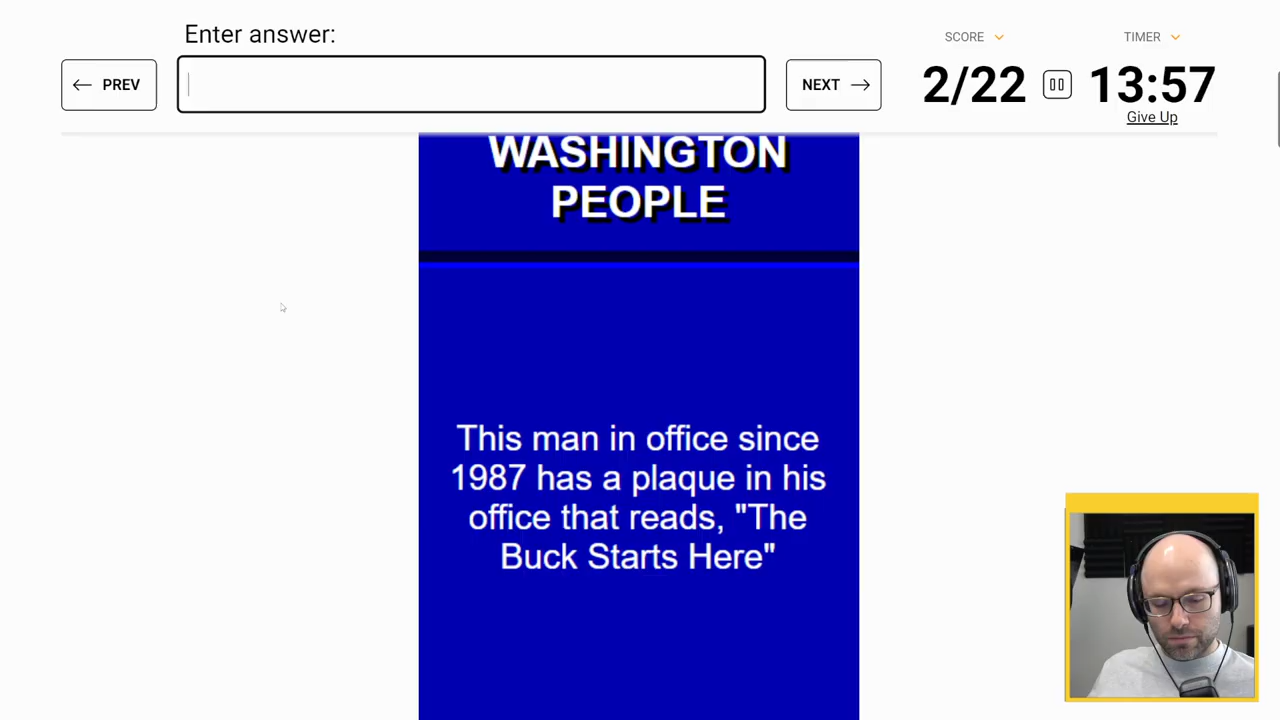 Enter answer:
PREV
NEXT
SCORE
2/22
TIMER
13:57
Give Up
WASHINGTON
PEOPLE
This man in office since
1987 has a plaque in his
office that reads, "The
Buck Starts Here"